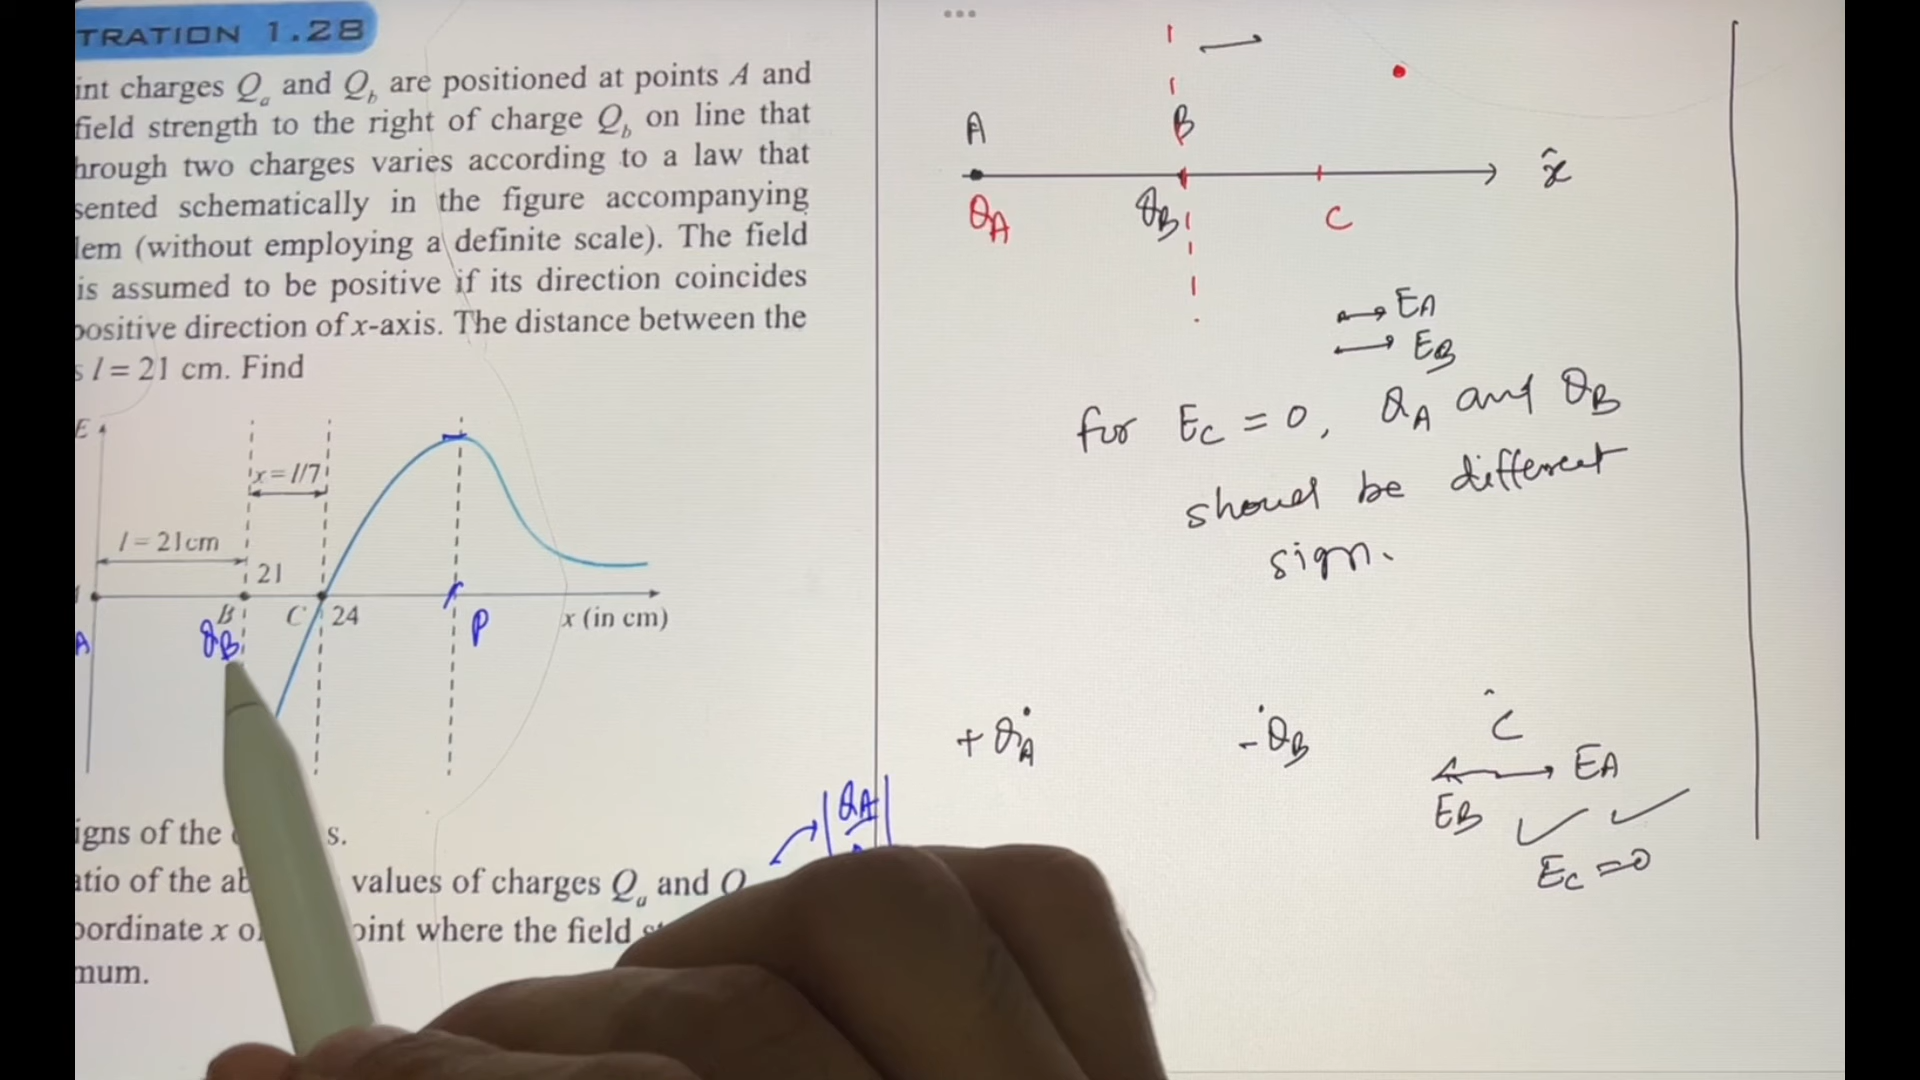 TRATION 1.28
int charges Qa and Qb are positioned at points A and
field strength to the right of charge Qb on line that
hrough two charges varies according to a law that
sented schematically in the figure accompanying
lem (without employing a definite scale). The field
is assumed to be positive if its direction coincides
positive direction of x-axis. The distance between the
s l = 21 cm. Find
E
x = l/7
l = 21cm
21
B
C
24
x (in cm)
A
QB
P
igns of the
s.
atio of the ab
values of charges Qa and Q
oordinate x o
oint where the field s
mum.
|QA
A
B
x̂
QA
QB
C
EA
EB
for EC = 0, QA and QB
should be different
sign.
+QA
-QB
C
EA
EB
EC = 0